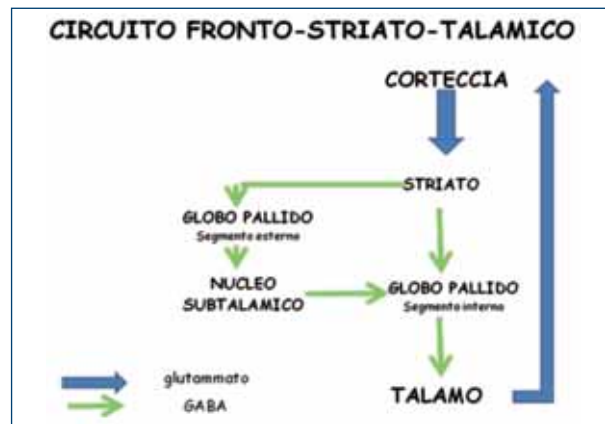 CIRCUITO FRONTO-STRIATO-TALAMICO
CORTECCIA
STRIATO
GLOBO PALLIDO
Segmento esterno
NUCLEO
SUBTALAMICO
GLOBO PALLIDO
Segmento interno
TALAMO
glutammato
GABA